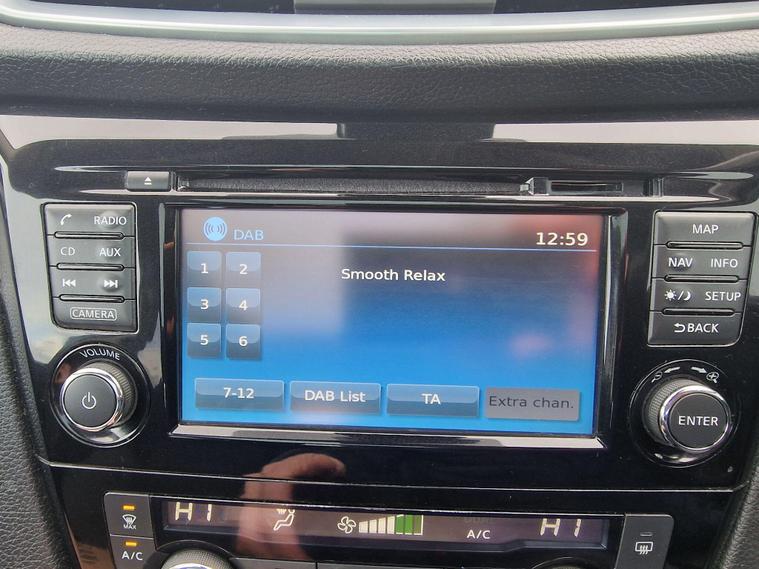 RADIO
CD AUX
CAMERA
VOLUME
DAB
12:59
1 2
Smooth Relax
3 4
5 6
7-12 DAB List TA Extra chan.
MAP
NAV INFO
SETUP
BACK
ENTER
MAX
A/C
HI
A/C
HI